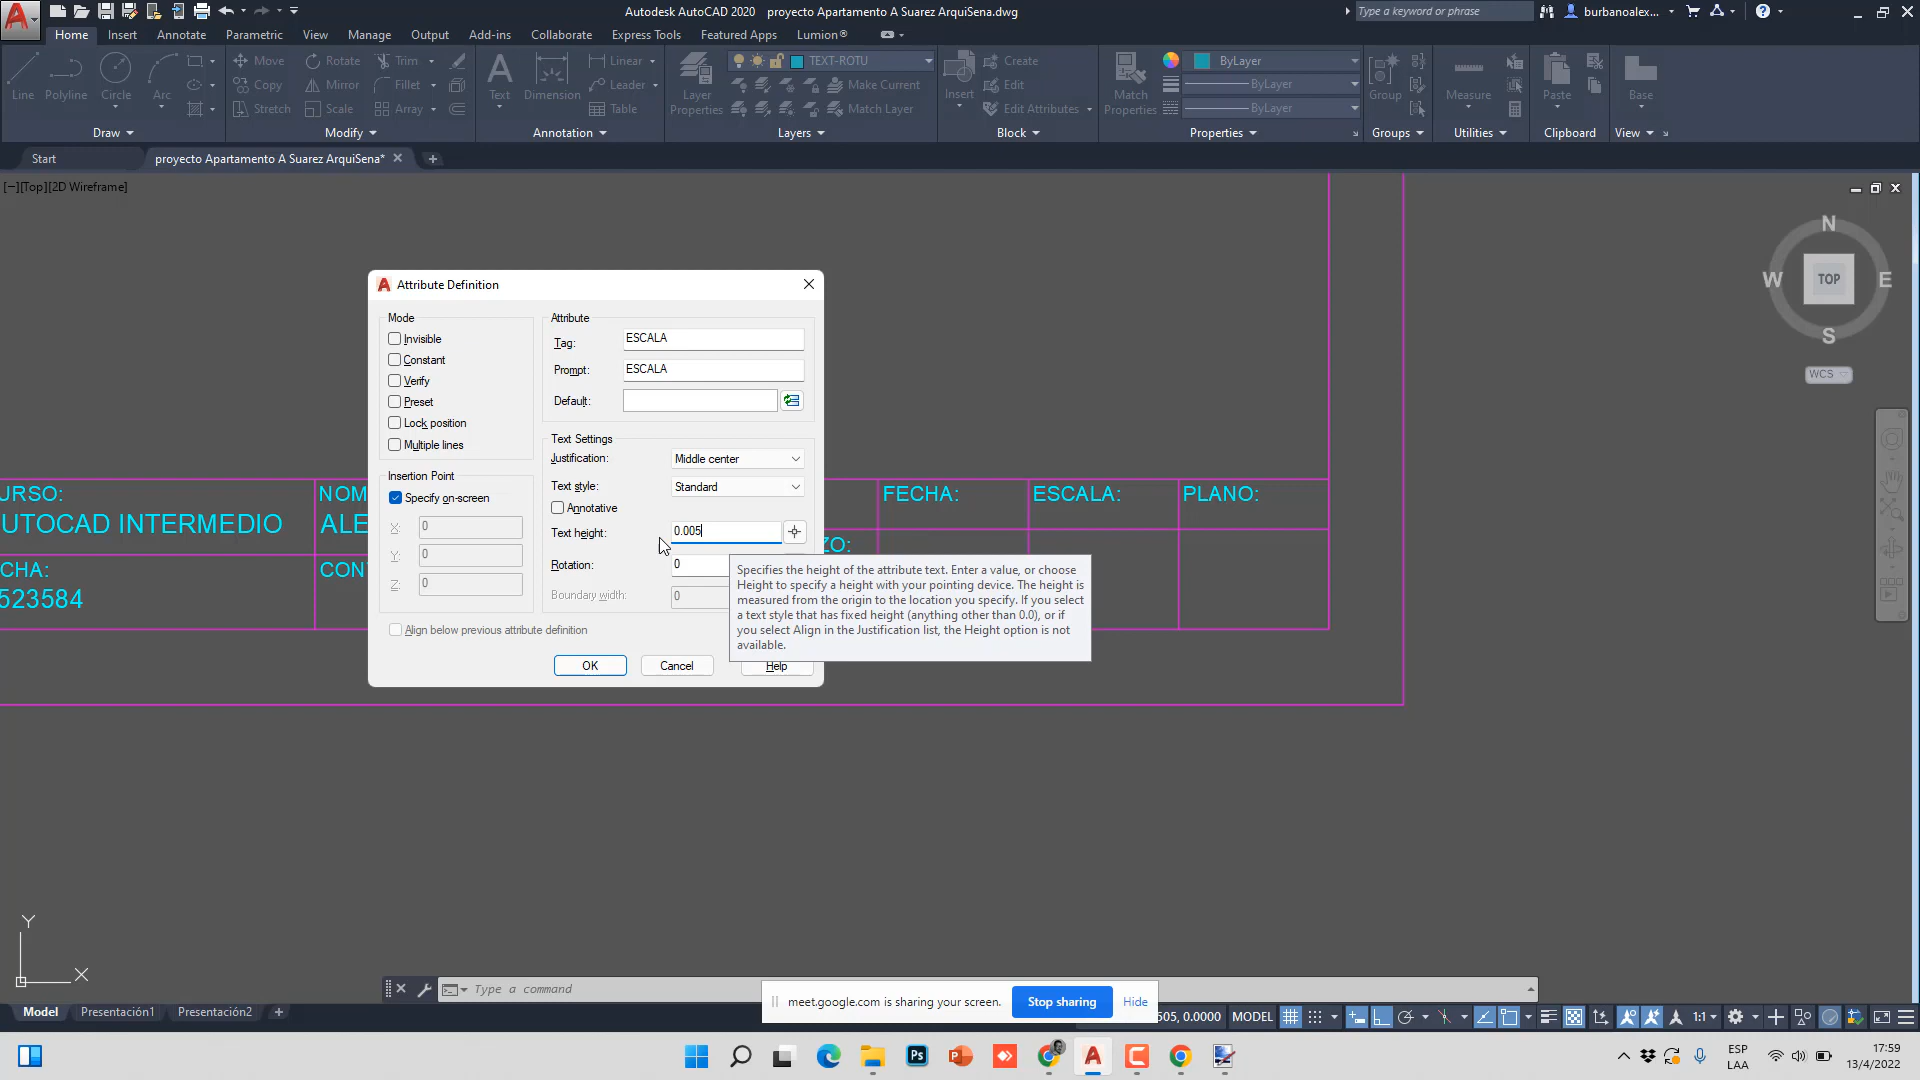 Autodesk AutoCAD 2020 proyecto Apartamento A Suarez ArquiSena.dwg
Type a keyword or phrase
burbanoalex...
Home Insert Annotate Parametric View Manage Output Add-ins Collaborate Express Tools Featured Apps Lumion®
Line Polyline Circle Arc
Move Rotate Trim
Copy Mirror Fillet
Stretch Scale Array
Text Dimension
Linear
Leader
Table
Layer Properties
TEXT-ROTU
Make Current
Match Layer
Insert
Create
Edit
Edit Attributes
Match Properties
ByLayer
ByLayer
ByLayer
Group Measure Paste Base
Draw Modify Annotation Layers Block Properties Groups Utilities Clipboard View
Start proyecto Apartamento A Suarez ArquiSena*
[−][Top][2D Wireframe]
N
W TOP E
S
WCS
Attribute Definition
Mode
Invisible
Constant
Verify
Preset
Lock position
Multiple lines
Attribute
Tag: ESCALA
Prompt: ESCALA
Default:
Insertion Point
Specify on-screen
X: 0
Y: 0
Z: 0
Text Settings
Justification: Middle center
Text style: Standard
Annotative
Text height: 0.005
Rotation: 0
Boundary width: 0
Align below previous attribute definition
OK Cancel Help
Specifies the height of the attribute text. Enter a value, or choose
Height to specify a height with your pointing device. The height is
measured from the origin to the location you specify. If you select
a text style that has fixed height (anything other than 0.0), or if
you select Align in the Justification list, the Height option is not
available.
URSO: NOM FECHA: ESCALA: PLANO:
UTOCAD INTERMEDIO ALE
ZO:
CHA: CON
523584
Y
X
Type a command
meet.google.com is sharing your screen. Stop sharing Hide
Model Presentación1 Presentación2
505, 0.0000 MODEL 1:1
ESP
LAA
17:59
13/4/2022